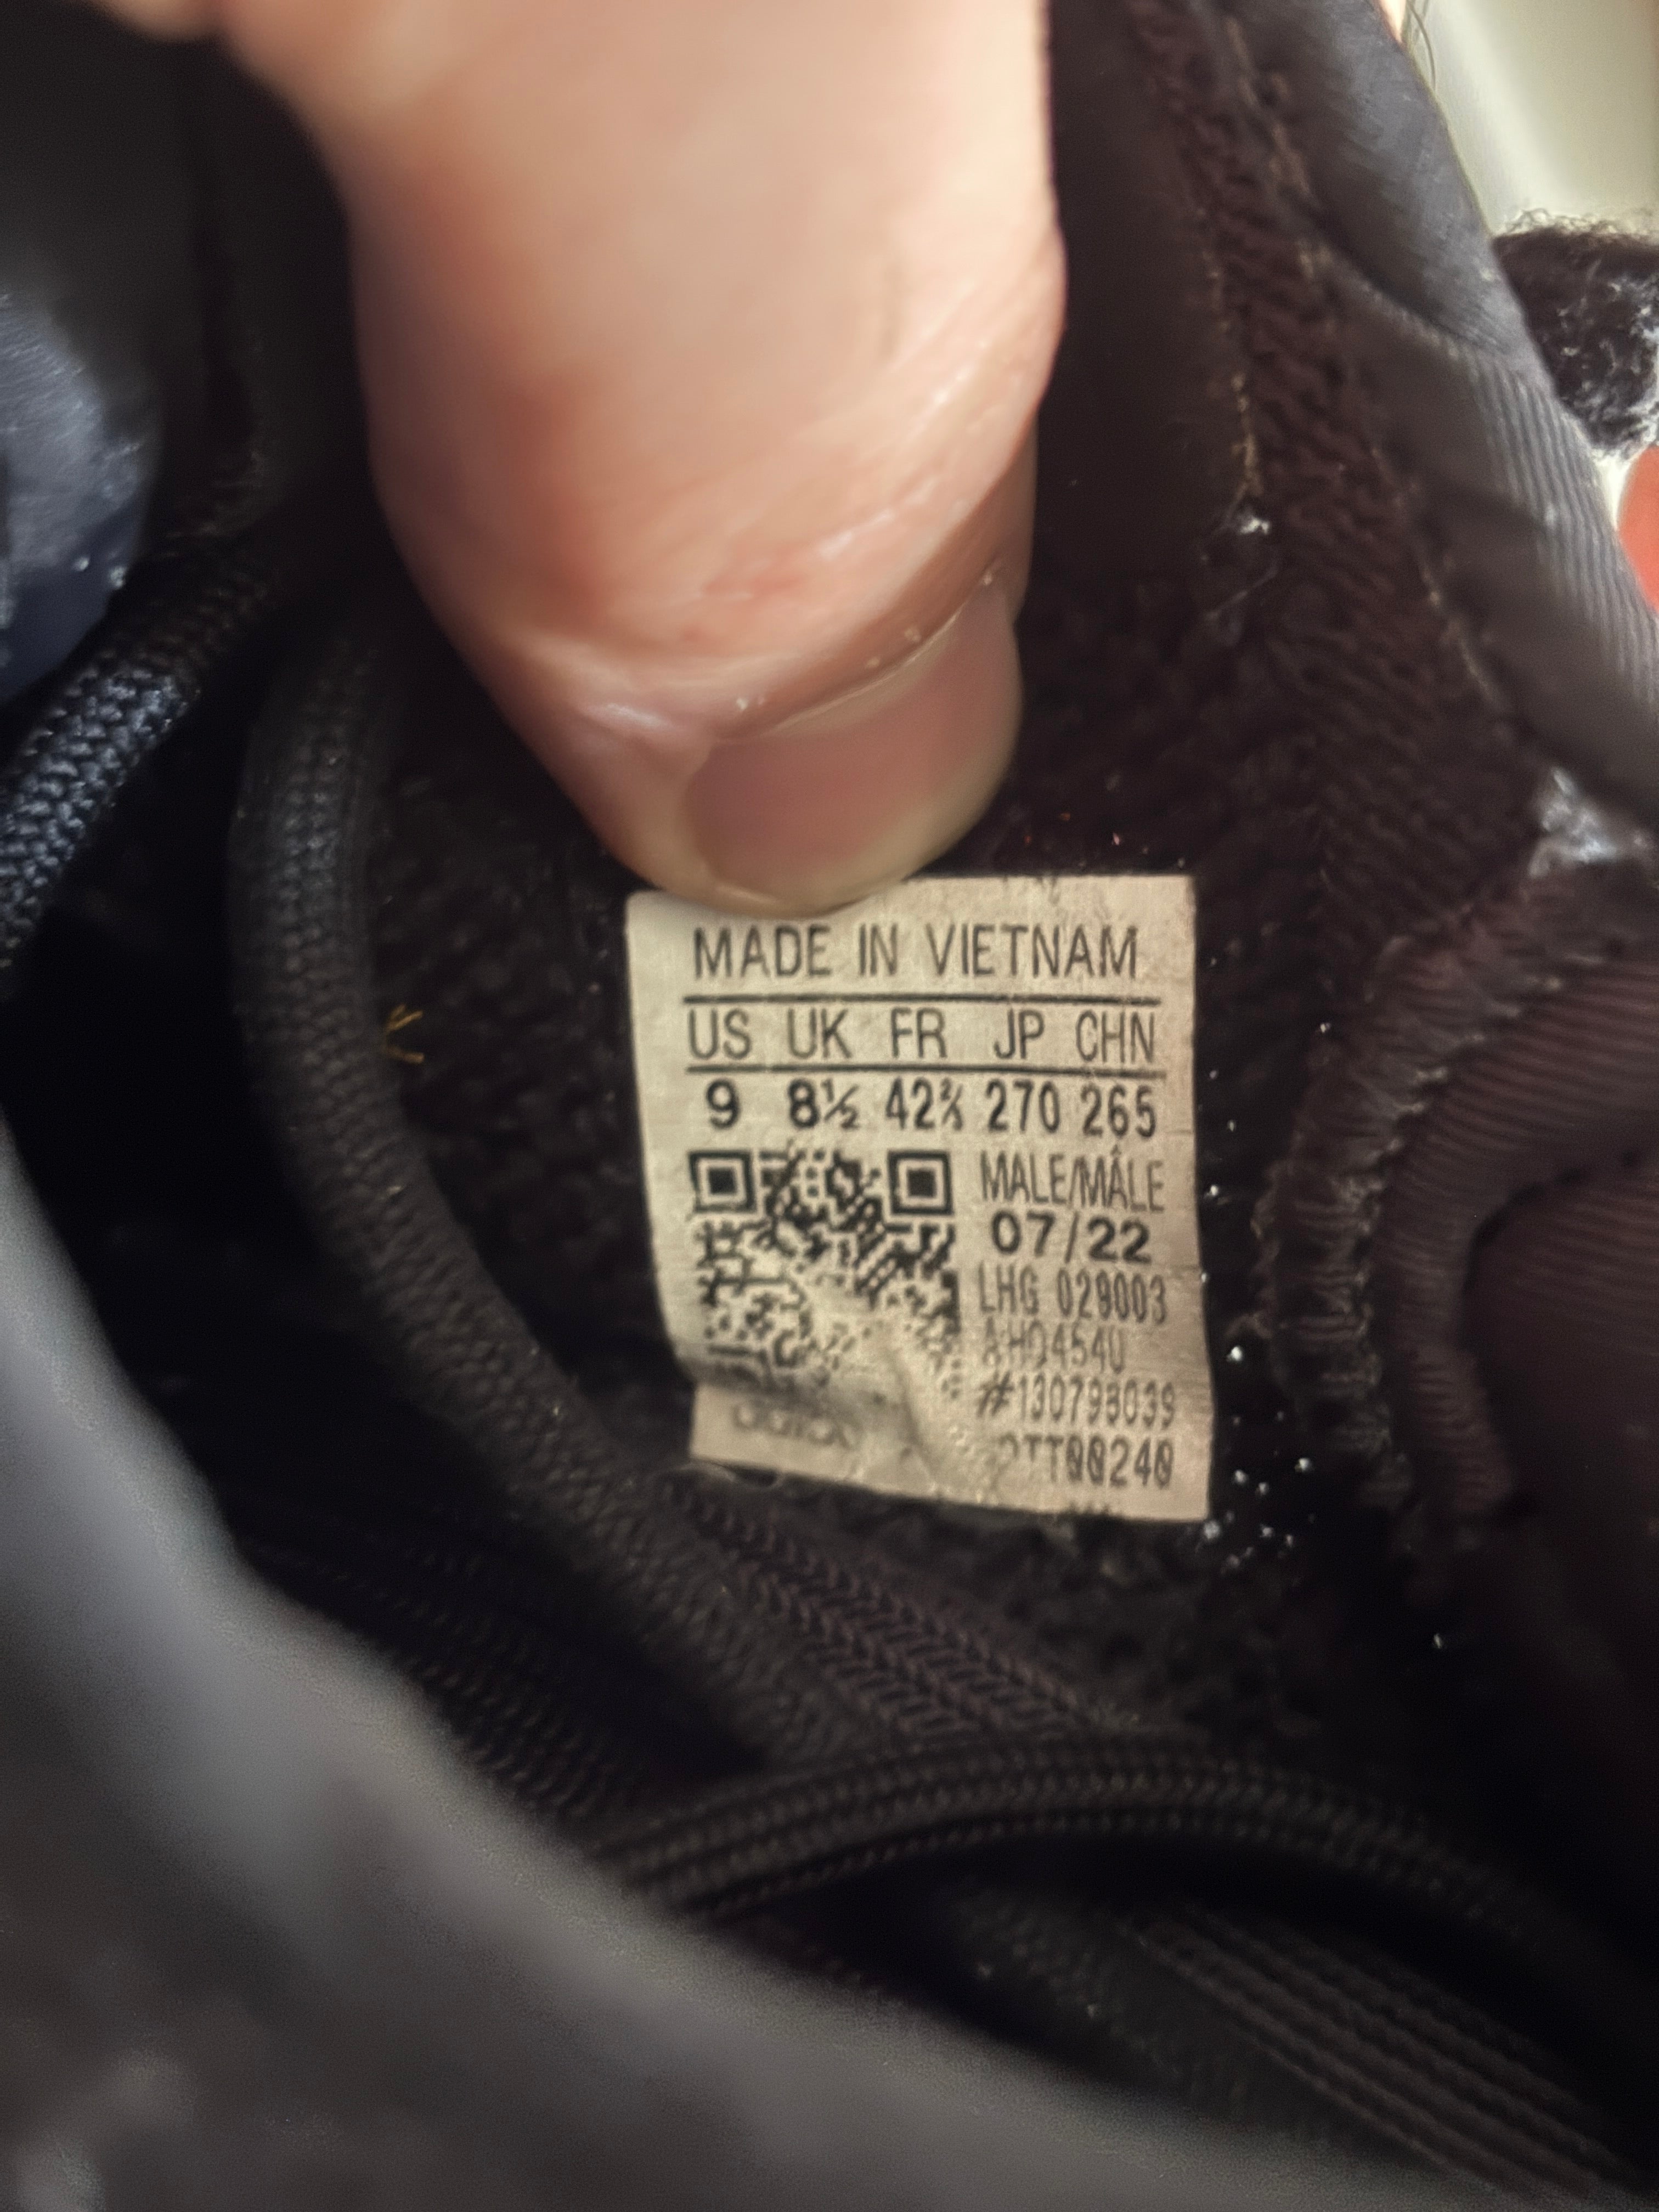 MADE IN VIETNAM
US UK FR JP CHN
9 8½ 42⅔ 270 265
MALE/MÂLE
07/22
LHG 029003
#130793039